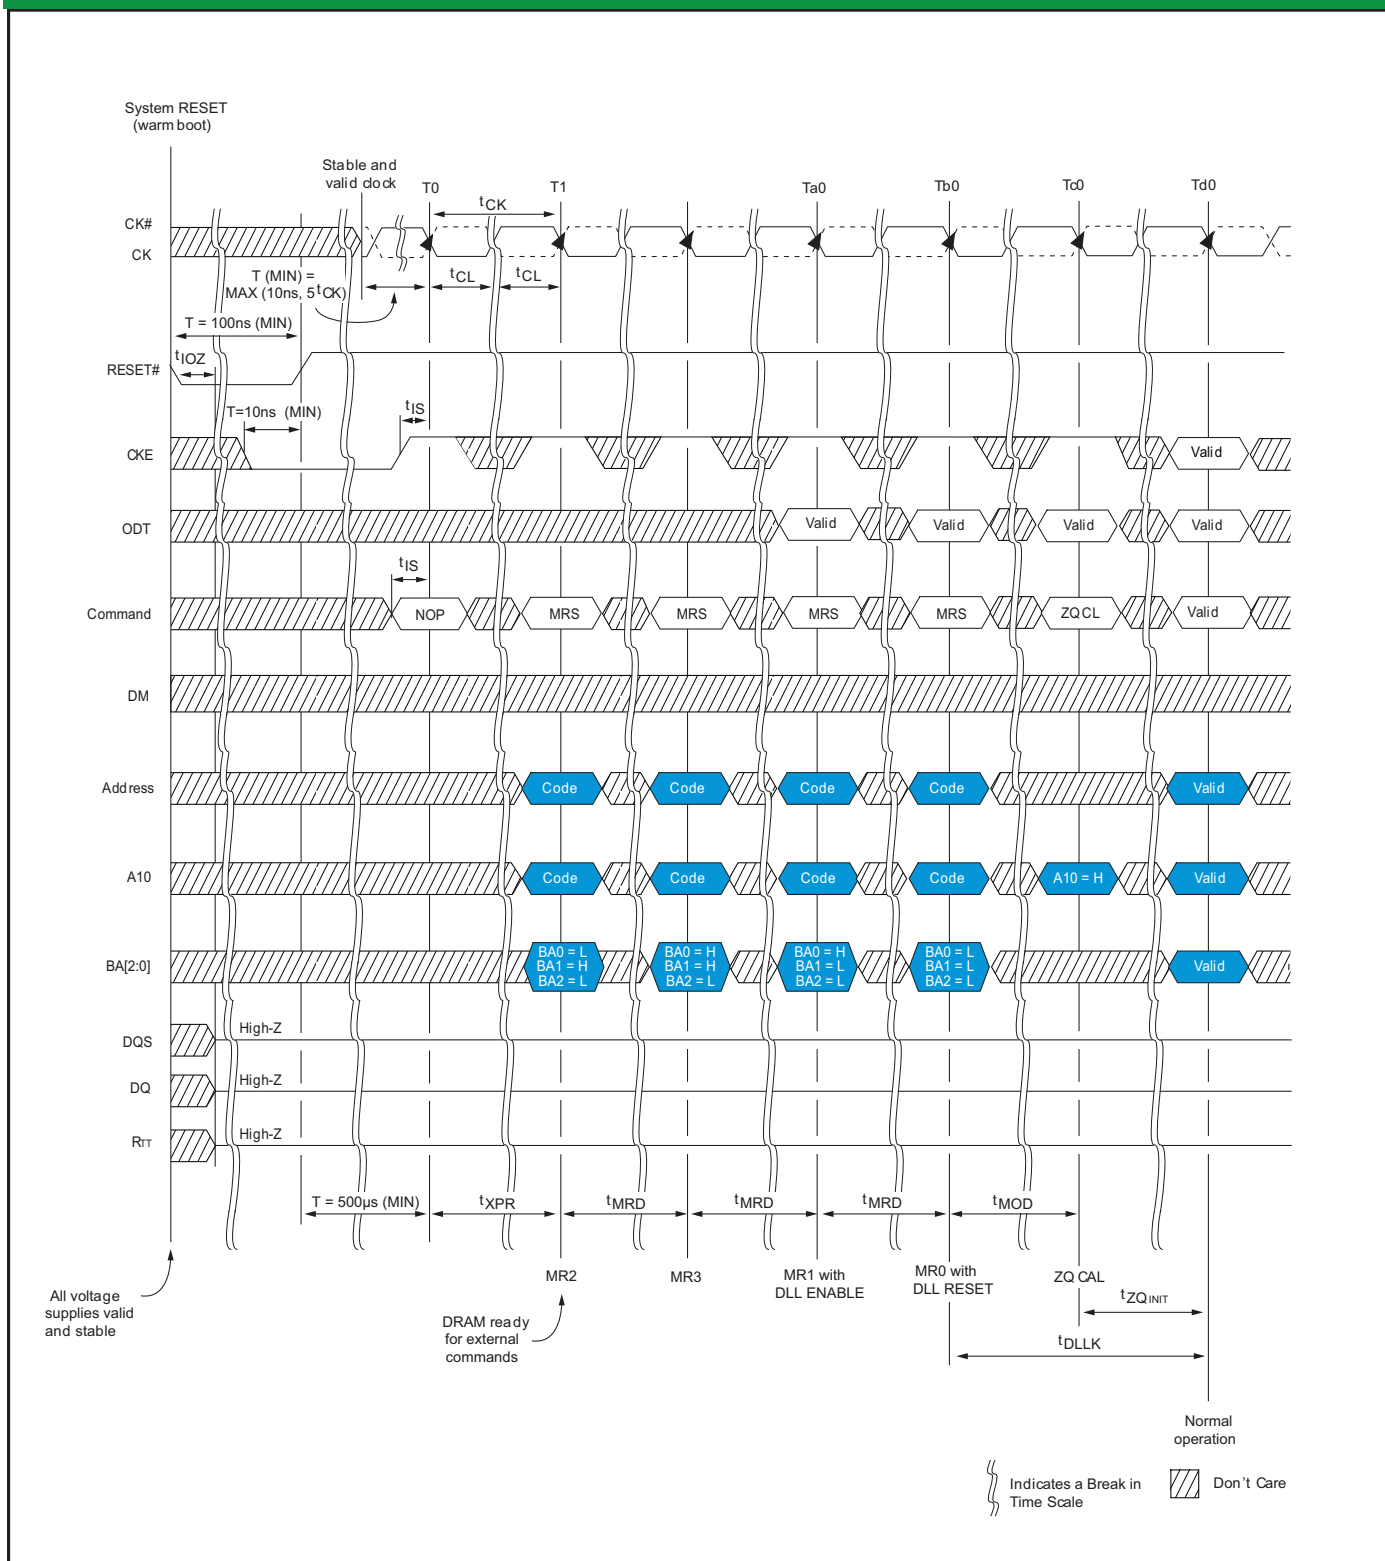 System RESET
(warm boot)
Stable and
valid clock
T0
T1
Ta0
Tb0
Tc0
Td0
tCK
CK#
CK
tCL
tCL
T (MIN) =
MAX (10ns, 5tCK)
T = 100ns (MIN)
tIOZ
RESET#
T=10ns (MIN)
tIS
CKE
Valid
ODT
Valid
Valid
Valid
Valid
tIS
Command
NOP
MRS
MRS
MRS
MRS
ZQCL
Valid
DM
Address
Code
Code
Code
Code
Valid
A10
Code
Code
Code
Code
A10 = H
Valid
BA[2:0]
BA0 = L
BA1 = H
BA2 = L
BA0 = H
BA1 = H
BA2 = L
BA0 = H
BA1 = L
BA2 = L
BA0 = L
BA1 = L
BA2 = L
Valid
DQS
High-Z
DQ
High-Z
RTT
High-Z
T = 500µs (MIN)
tXPR
tMRD
tMRD
tMRD
tMOD
MR2
MR3
MR1 with
DLL ENABLE
MR0 with
DLL RESET
ZQ CAL
tZQINIT
All voltage
supplies valid
and stable
DRAM ready
for external
commands
tDLLK
Normal
operation
Indicates a Break in
Time Scale
Don't Care